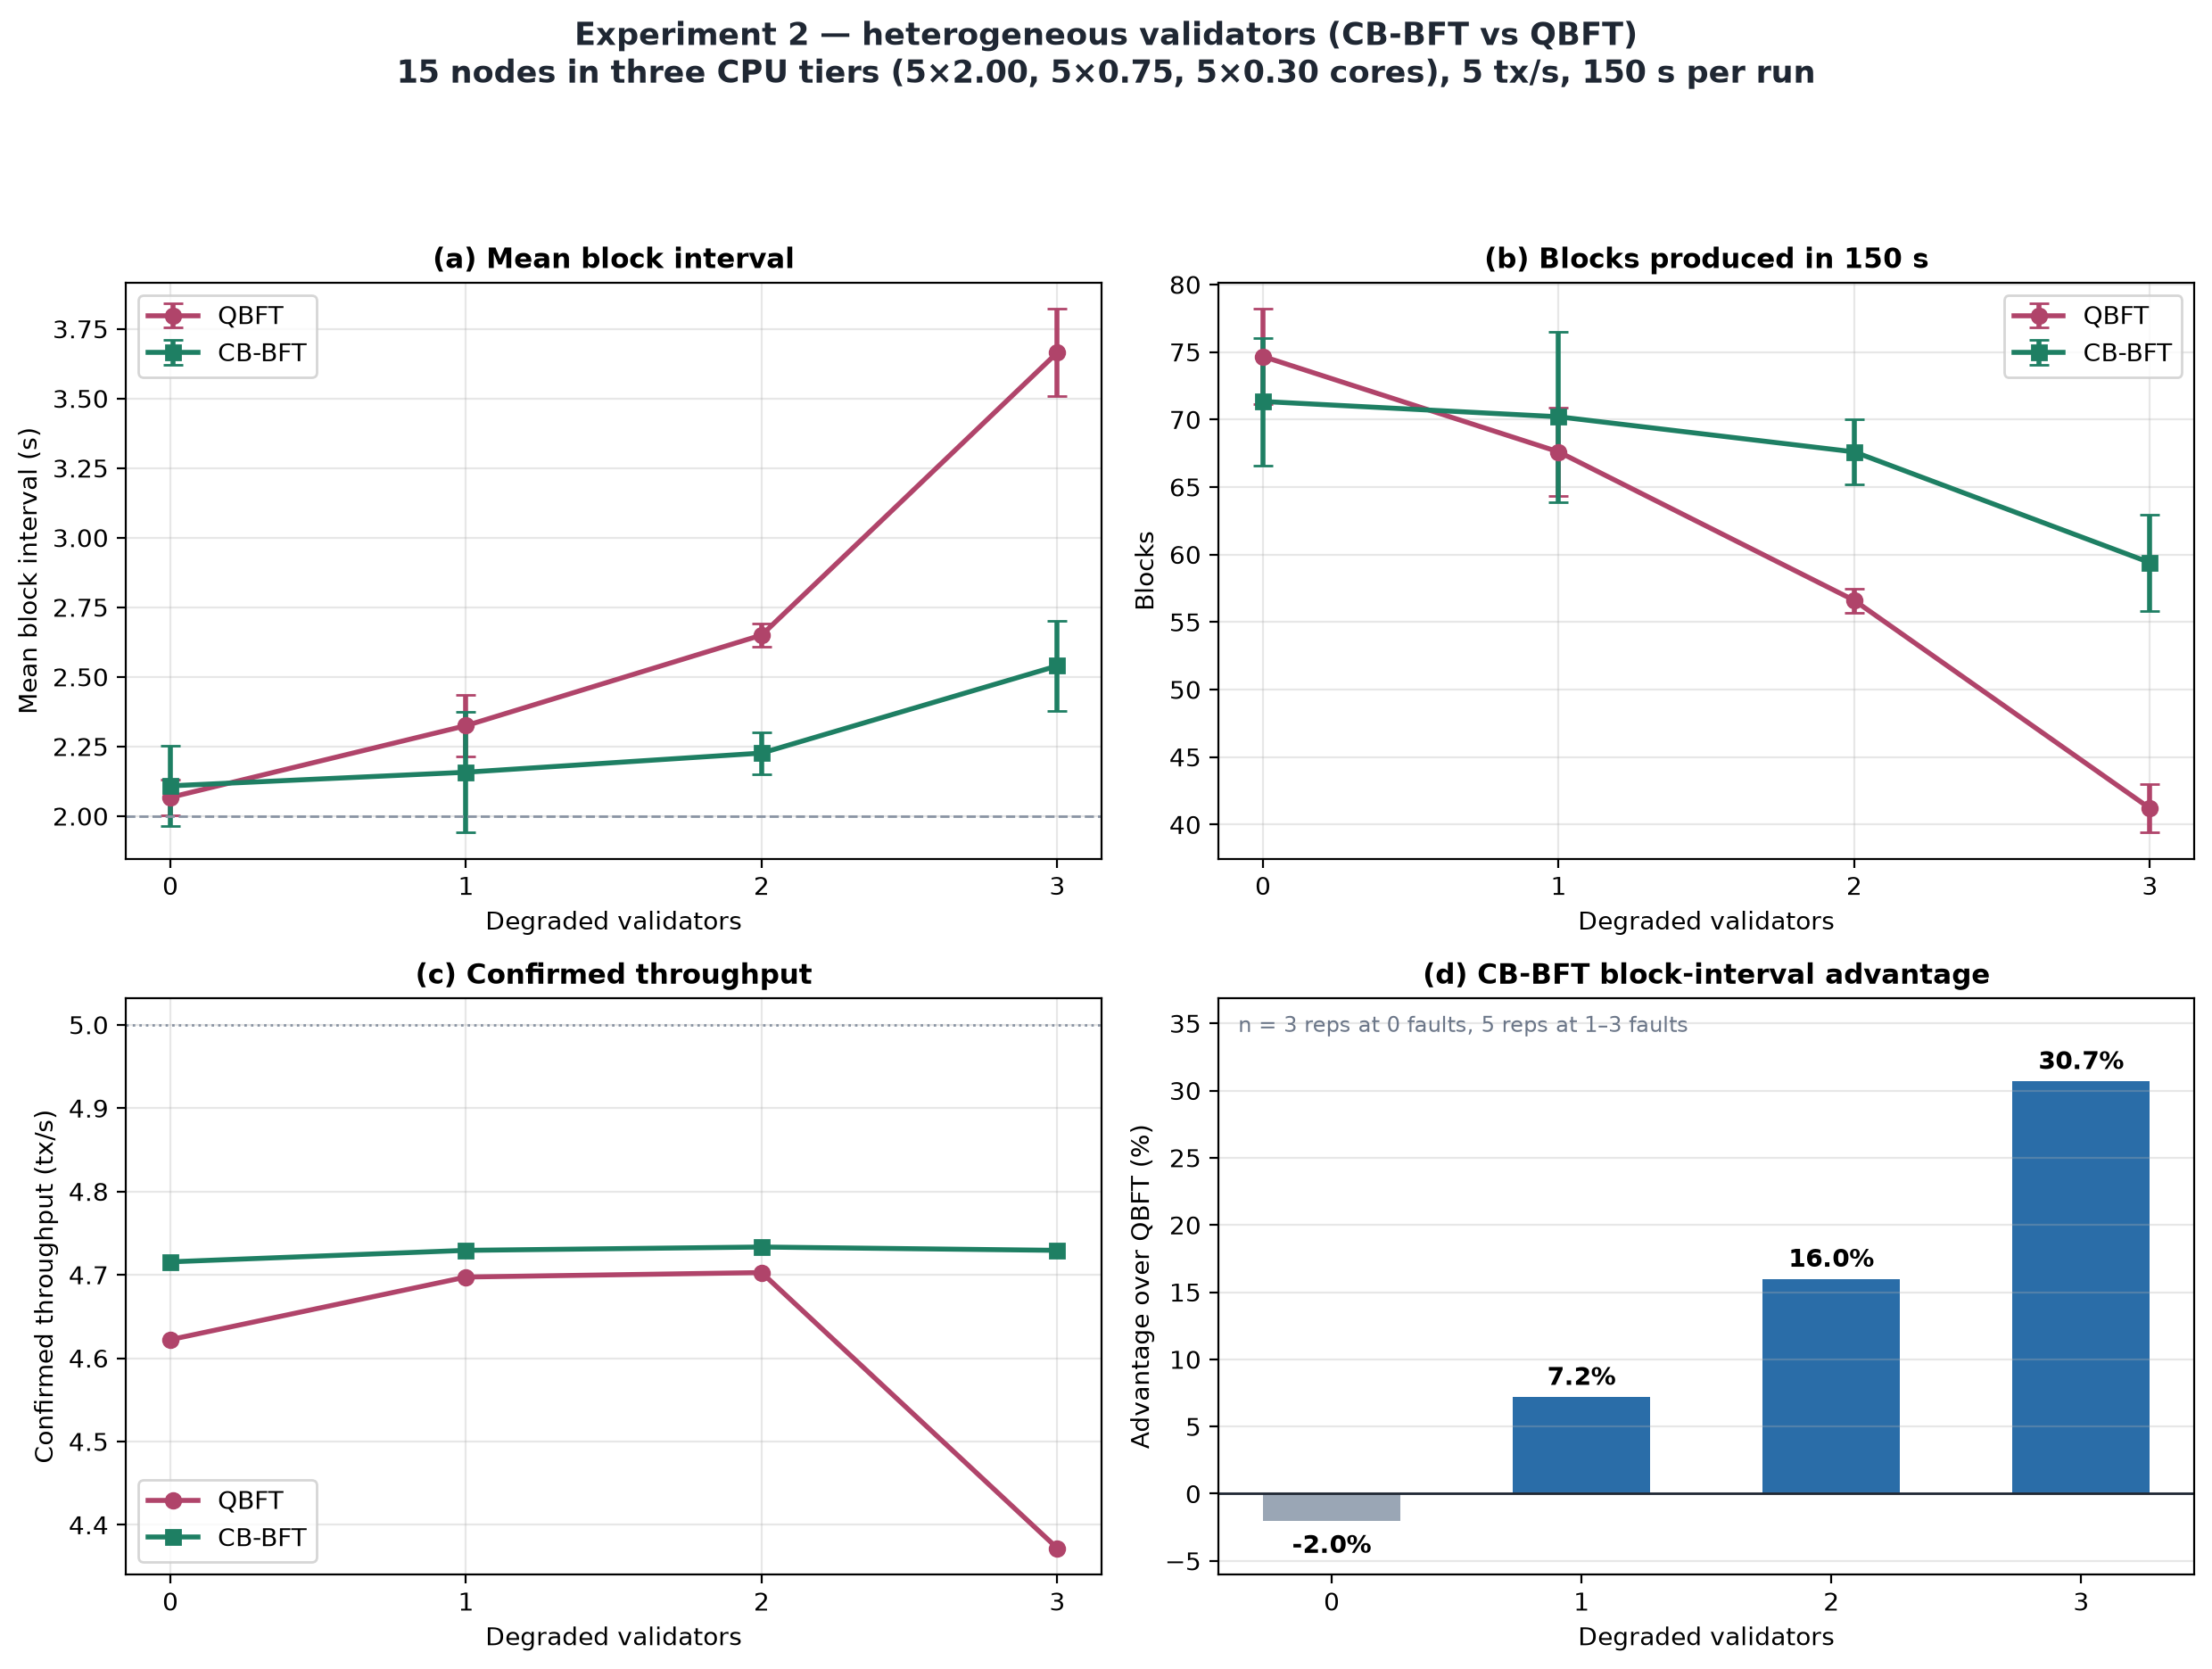 Experiment 2 — heterogeneous validators (CB-BFT vs QBFT)
15 nodes in three CPU tiers (5×2.00, 5×0.75, 5×0.30 cores), 5 tx/s, 150 s per run
(a) Mean block interval
QBFT
CB-BFT
Mean block interval (s)
3.75
3.50
3.25
3.00
2.75
2.50
2.25
2.00
0
1
2
3
Degraded validators
(b) Blocks produced in 150 s
QBFT
CB-BFT
Blocks
80
75
70
65
60
55
50
45
40
0
1
2
3
Degraded validators
(c) Confirmed throughput
Confirmed throughput (tx/s)
5.0
4.9
4.8
4.7
4.6
4.5
4.4
QBFT
CB-BFT
0
1
2
3
Degraded validators
(d) CB-BFT block-interval advantage
n = 3 reps at 0 faults, 5 reps at 1–3 faults
Advantage over QBFT (%)
35
30
25
20
15
10
5
0
−5
-2.0%
7.2%
16.0%
30.7%
0
1
2
3
Degraded validators